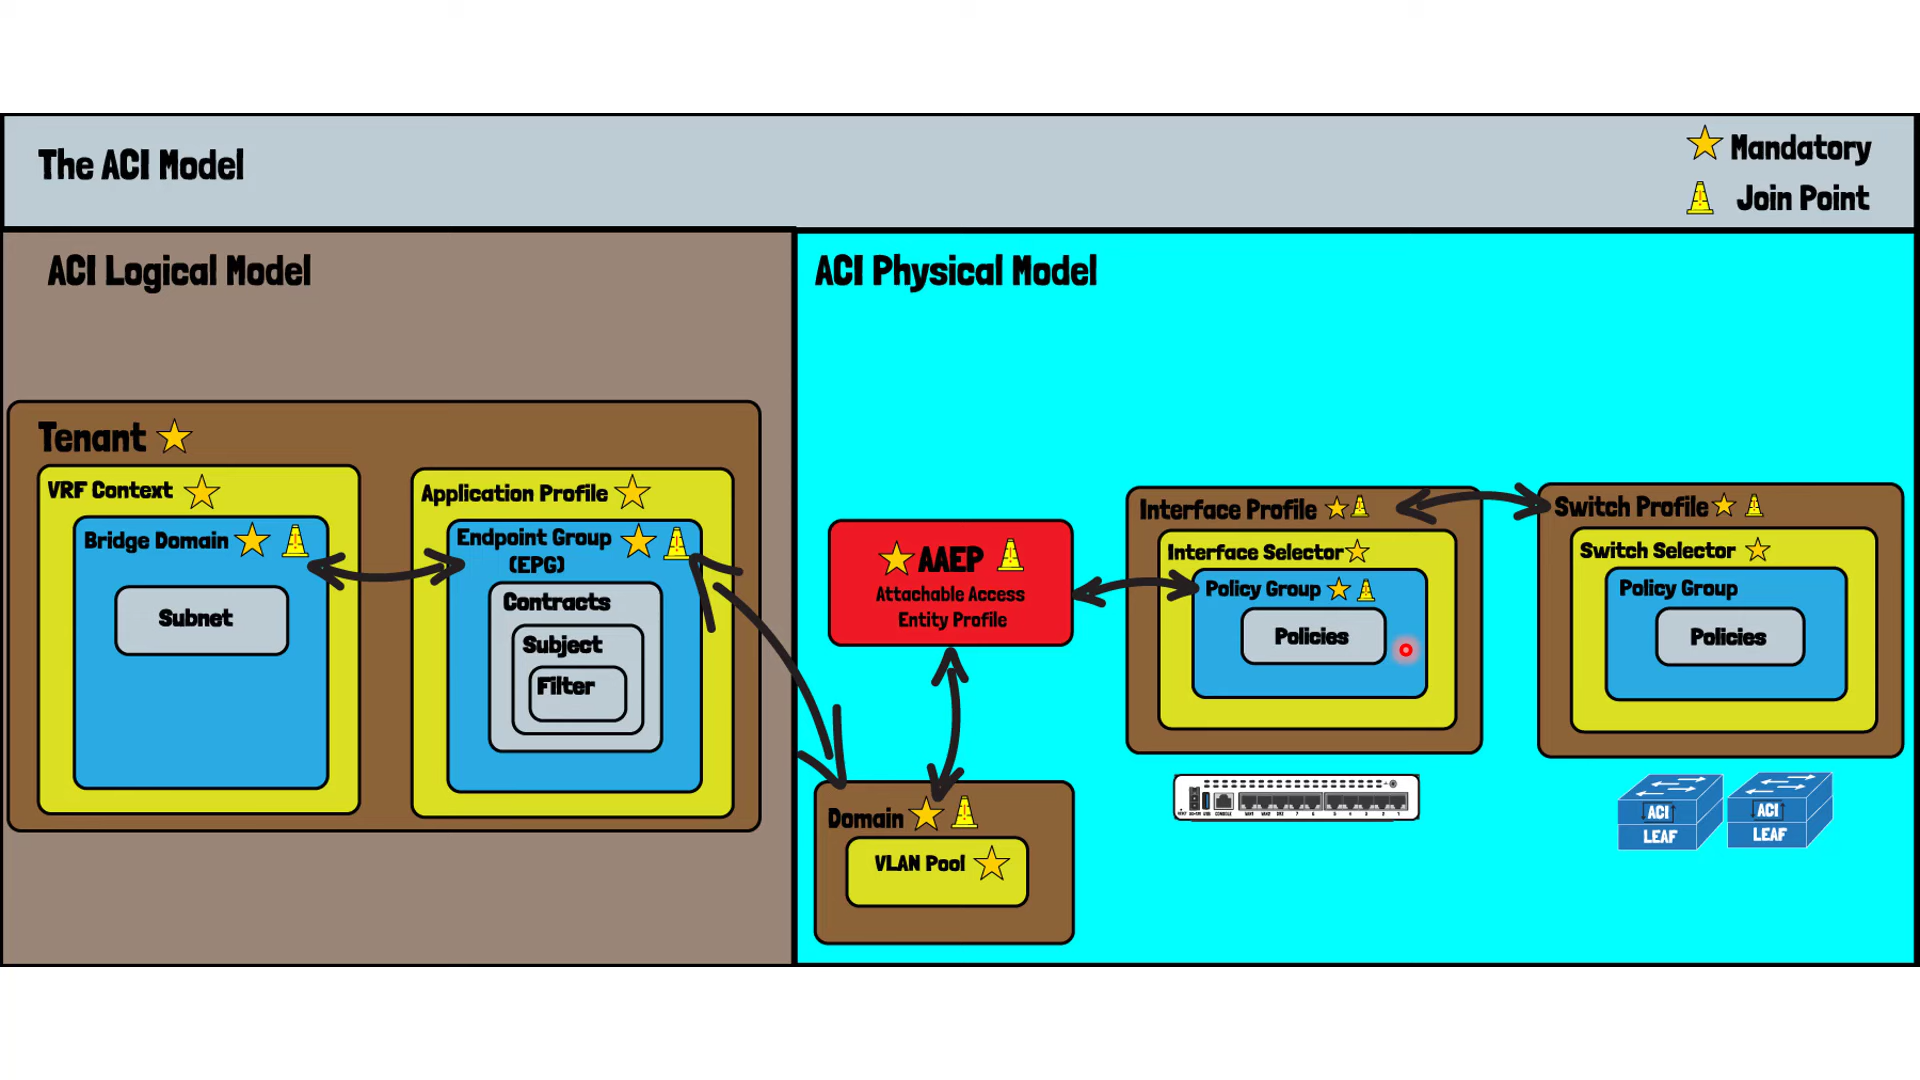 The ACI Model
Mandatory
Join Point
ACI Logical Model
Tenant
VRF Context
Bridge Domain
Subnet
Application Profile
Endpoint Group
(EPG)
Contracts
Subject
Filter
ACI Physical Model
AAEP
Attachable Access
Entity Profile
Domain
VLAN Pool
Interface Profile
Interface Selector
Policy Group
Policies
Switch Profile
Switch Selector
Policy Group
Policies
USB
CONSOLE
ACI
LEAF
ACI
LEAF